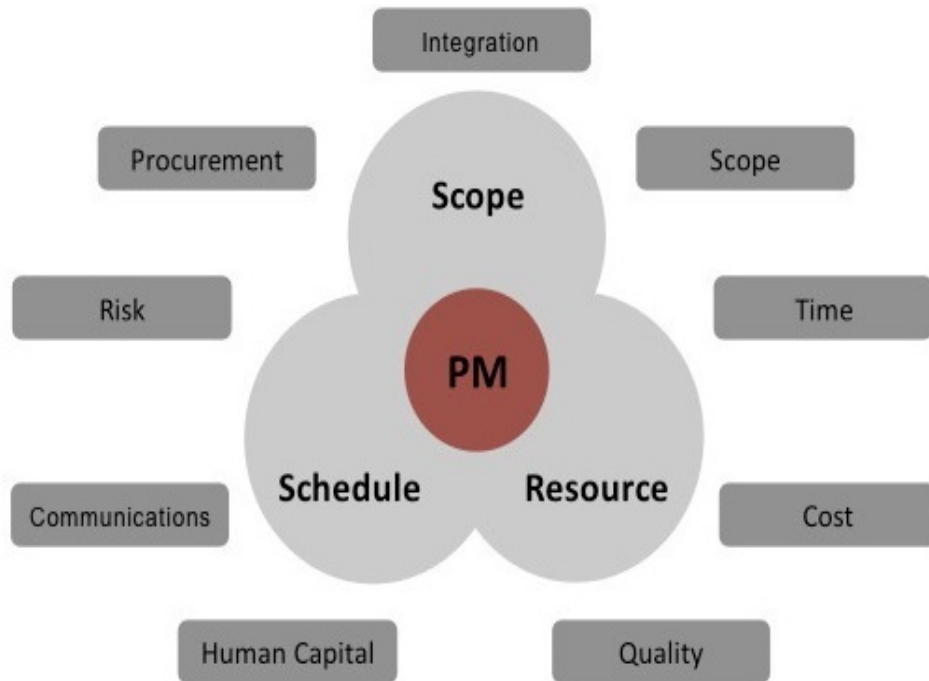 Integration
Procurement
Scope
Scope
Risk
Time
PM
Schedule
Resource
Communications
Cost
Human Capital
Quality